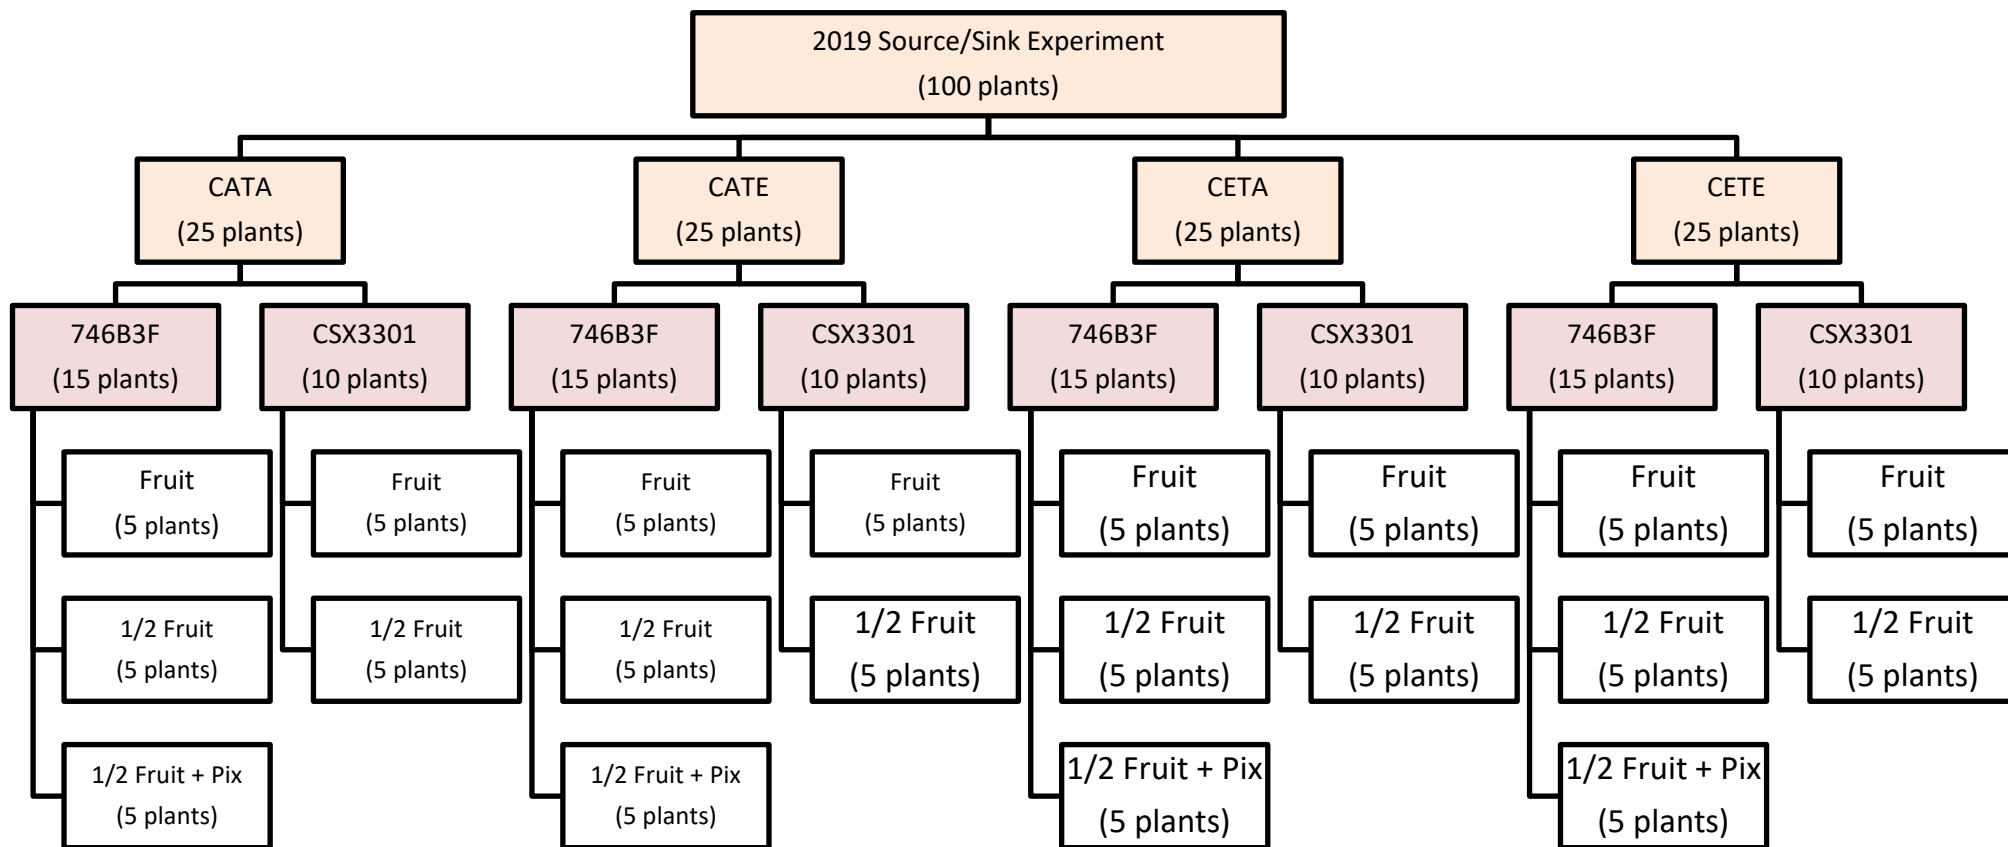 2019 Source/Sink Experiment
(100 plants)
CATA
(25 plants)
CATE
(25 plants)
CETA
(25 plants)
CETE
(25 plants)
746B3F
(15 plants)
CSX3301
(10 plants)
746B3F
(15 plants)
CSX3301
(10 plants)
746B3F
(15 plants)
CSX3301
(10 plants)
746B3F
(15 plants)
CSX3301
(10 plants)
Fruit
(5 plants)
Fruit
(5 plants)
Fruit
(5 plants)
Fruit
(5 plants)
Fruit
(5 plants)
Fruit
(5 plants)
Fruit
(5 plants)
Fruit
(5 plants)
1/2 Fruit
(5 plants)
1/2 Fruit
(5 plants)
1/2 Fruit
(5 plants)
1/2 Fruit
(5 plants)
1/2 Fruit
(5 plants)
1/2 Fruit
(5 plants)
1/2 Fruit
(5 plants)
1/2 Fruit
(5 plants)
1/2 Fruit + Pix
(5 plants)
1/2 Fruit + Pix
(5 plants)
1/2 Fruit + Pix
(5 plants)
1/2 Fruit + Pix
(5 plants)